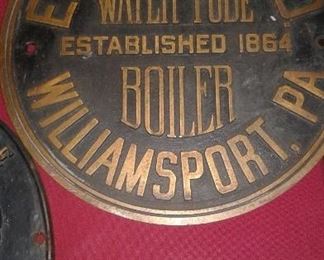 WATER TUBE
ESTABLISHED 1864
BOILER
WILLIAMSPORT, PA